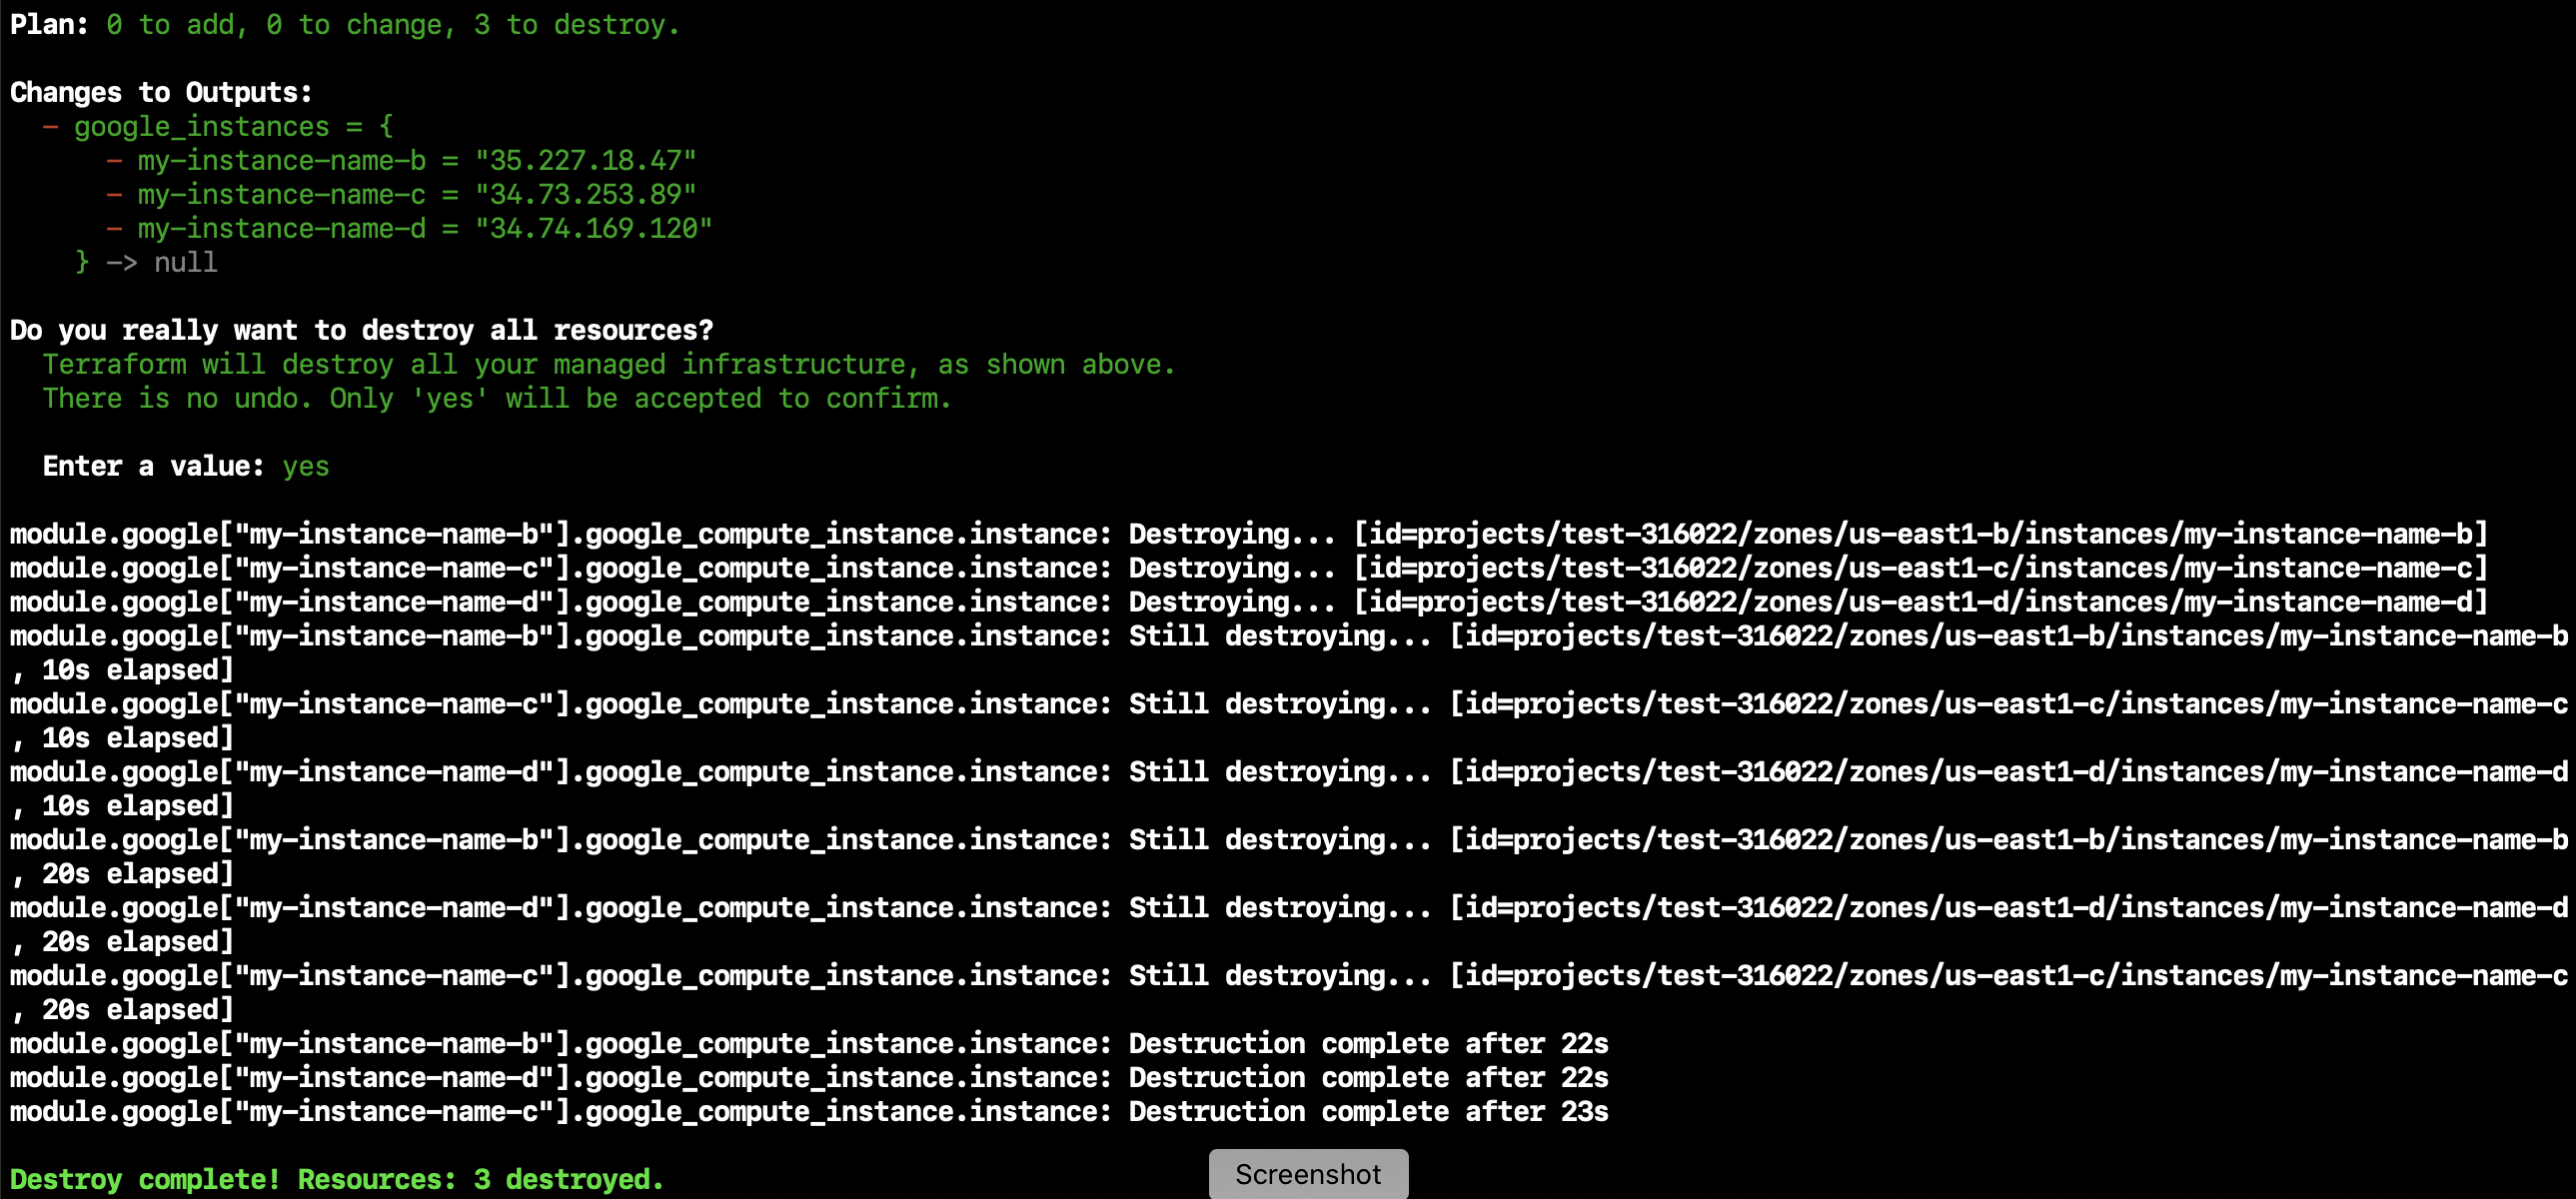 Plan: 0 to add, 0 to change, 3 to destroy.
Changes to Outputs:
  - google_instances = {
      - my-instance-name-b = "35.227.18.47"
      - my-instance-name-c = "34.73.253.89"
      - my-instance-name-d = "34.74.169.120"
    } -> null
Do you really want to destroy all resources?
  Terraform will destroy all your managed infrastructure, as shown above.
  There is no undo. Only 'yes' will be accepted to confirm.
  Enter a value: yes
module.google["my-instance-name-b"].google_compute_instance.instance: Destroying... [id=projects/test-316022/zones/us-east1-b/instances/my-instance-name-b]
module.google["my-instance-name-c"].google_compute_instance.instance: Destroying... [id=projects/test-316022/zones/us-east1-c/instances/my-instance-name-c]
module.google["my-instance-name-d"].google_compute_instance.instance: Destroying... [id=projects/test-316022/zones/us-east1-d/instances/my-instance-name-d]
module.google["my-instance-name-b"].google_compute_instance.instance: Still destroying... [id=projects/test-316022/zones/us-east1-b/instances/my-instance-name-b
, 10s elapsed]
module.google["my-instance-name-c"].google_compute_instance.instance: Still destroying... [id=projects/test-316022/zones/us-east1-c/instances/my-instance-name-c
, 10s elapsed]
module.google["my-instance-name-d"].google_compute_instance.instance: Still destroying... [id=projects/test-316022/zones/us-east1-d/instances/my-instance-name-d
, 10s elapsed]
module.google["my-instance-name-b"].google_compute_instance.instance: Still destroying... [id=projects/test-316022/zones/us-east1-b/instances/my-instance-name-b
, 20s elapsed]
module.google["my-instance-name-d"].google_compute_instance.instance: Still destroying... [id=projects/test-316022/zones/us-east1-d/instances/my-instance-name-d
, 20s elapsed]
module.google["my-instance-name-c"].google_compute_instance.instance: Still destroying... [id=projects/test-316022/zones/us-east1-c/instances/my-instance-name-c
, 20s elapsed]
module.google["my-instance-name-b"].google_compute_instance.instance: Destruction complete after 22s
module.google["my-instance-name-d"].google_compute_instance.instance: Destruction complete after 22s
module.google["my-instance-name-c"].google_compute_instance.instance: Destruction complete after 23s
Destroy complete! Resources: 3 destroyed.
Screenshot